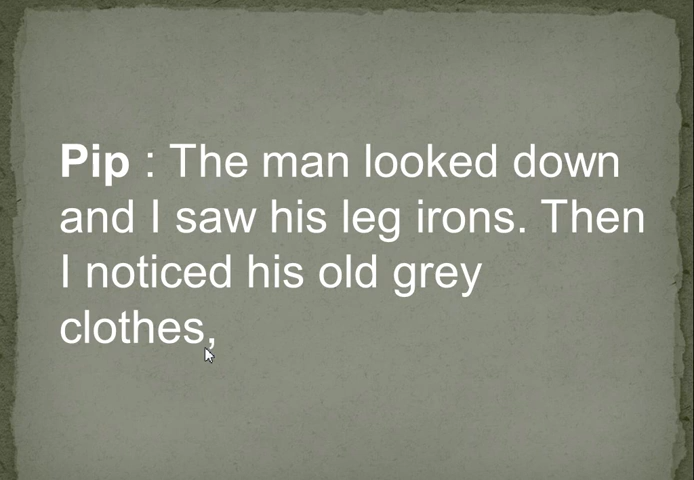 Pip : The man looked down
and I saw his leg irons. Then
I noticed his old grey
clothes,